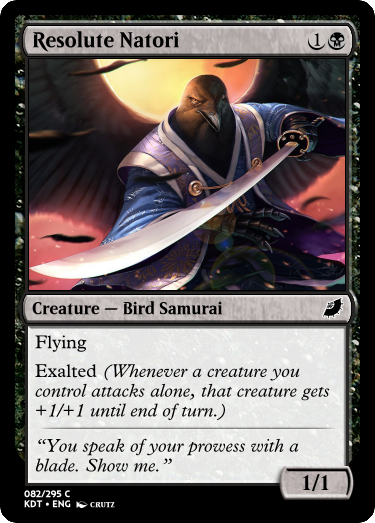 Resolute Natori 1
Creature — Bird Samurai
Flying
Exalted (Whenever a creature you
control attacks alone, that creature gets
+1/+1 until end of turn.)
“You speak of your prowess with a
blade. Show me.”
1/1
082/295 C
KDT • ENG CRUTZ